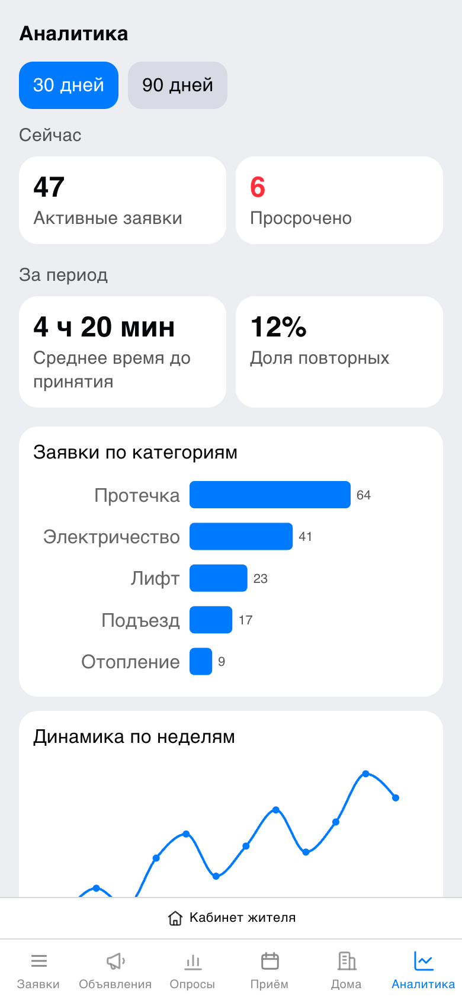 Аналитика
30 дней
90 дней
Сейчас
47
Активные заявки
6
Просрочено
За период
4 ч 20 мин
Среднее время до
принятия
12%
Доля повторных
Заявки по категориям
Протечка 64
Электричество 41
Лифт 23
Подъезд 17
Отопление 9
Динамика по неделям
Кабинет жителя
Заявки
Объявления
Опросы
Приём
Дома
Аналитика